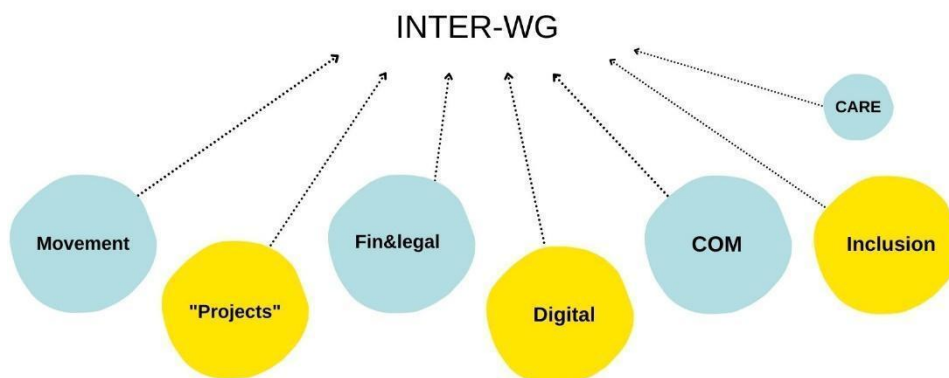 INTER-WG
CARE
Movement
"Projects"
Fin&legal
Digital
COM
Inclusion